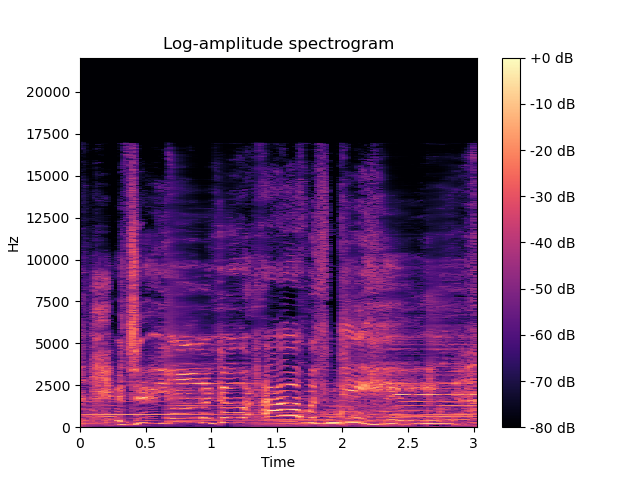 Log-amplitude spectrogram
20000
17500
15000
12500
10000
7500
5000
2500
0
Hz
0 0.5 1 1.5 2 2.5 3
Time
+0 dB
-10 dB
-20 dB
-30 dB
-40 dB
-50 dB
-60 dB
-70 dB
-80 dB